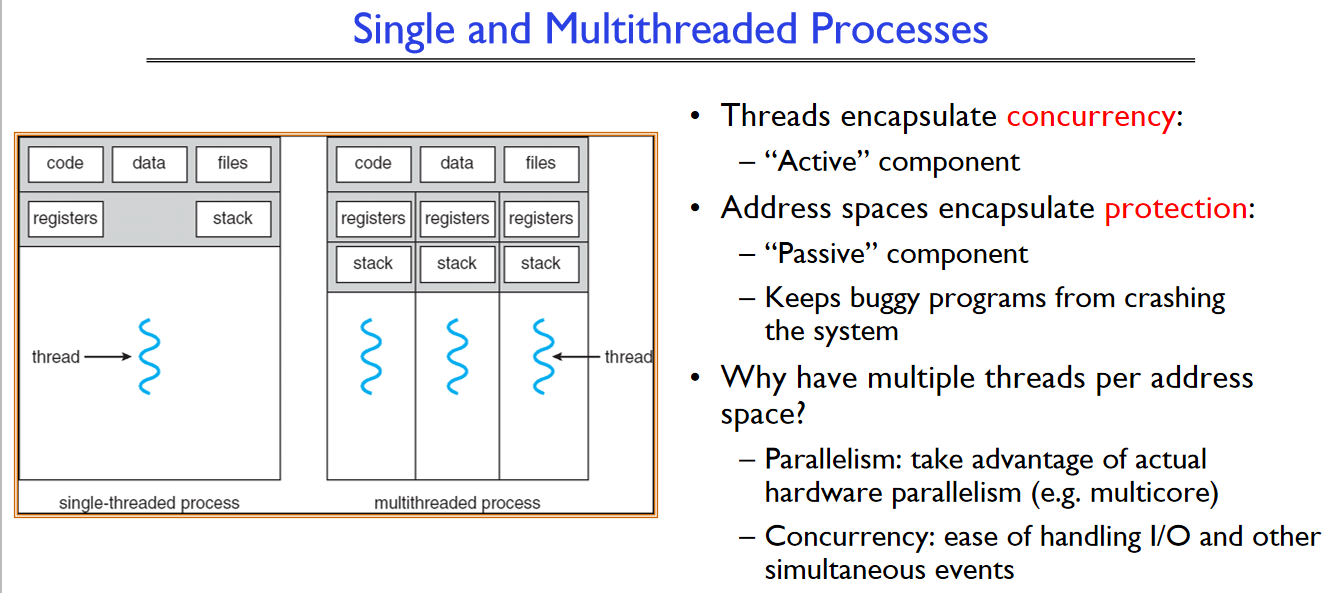 Single and Multithreaded Processes
code data files
registers stack
thread
single-threaded process
code data files
registers registers registers
stack stack stack
thread
multithreaded process
• Threads encapsulate concurrency:
– “Active” component
• Address spaces encapsulate protection:
– “Passive” component
– Keeps buggy programs from crashing
the system
• Why have multiple threads per address
space?
– Parallelism: take advantage of actual
hardware parallelism (e.g. multicore)
– Concurrency: ease of handling I/O and other
simultaneous events